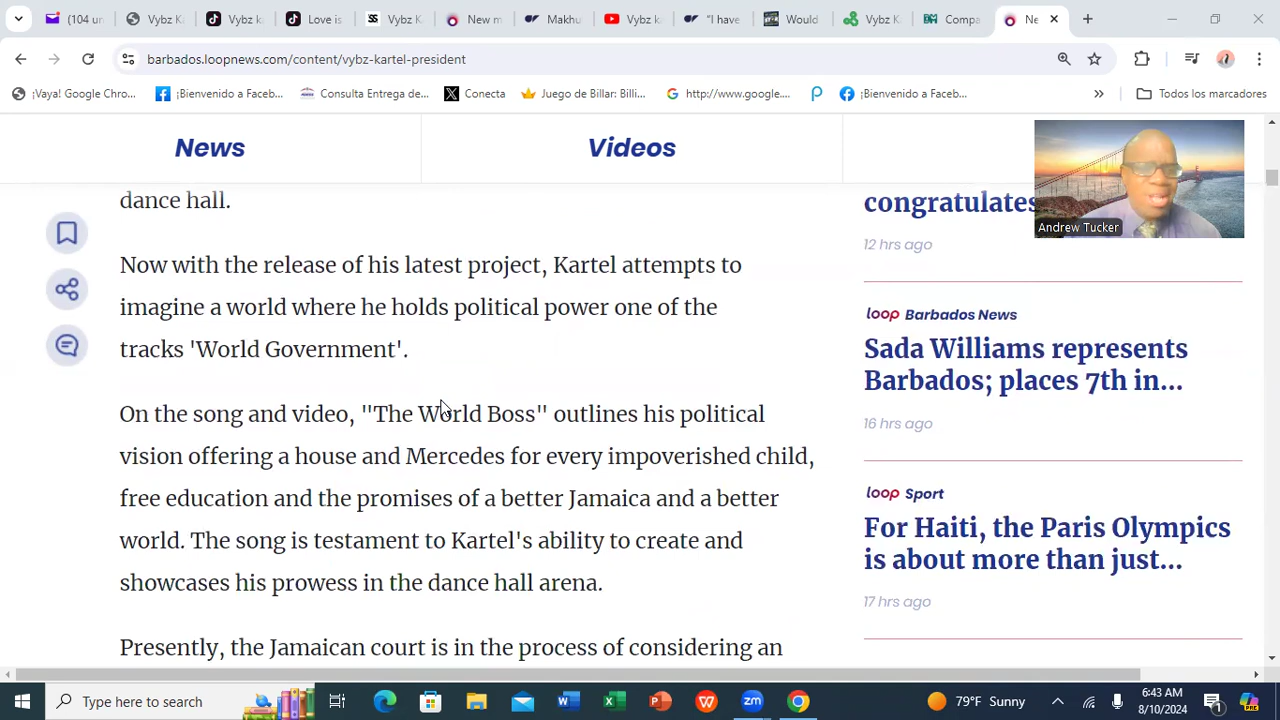 (104 un
Vybz Ka
Vybz ka
Love is
Vybz K
New m
Makhu
Vybz k
"I have
Would
Vybz K
Compa
Ne
barbados.loopnews.com/content/vybz-kartel-president
¡Vaya! Google Chro...
¡Bienvenido a Faceb...
Consulta Entrega de...
Conecta
Juego de Billar: Billi...
http://www.google....
¡Bienvenido a Faceb...
»
Todos los marcadores
News
Videos
Andrew Tucker
dance hall.
Now with the release of his latest project, Kartel attempts to
imagine a world where he holds political power one of the
tracks 'World Government'.
On the song and video, "The World Boss" outlines his political
vision offering a house and Mercedes for every impoverished child,
free education and the promises of a better Jamaica and a better
world. The song is testament to Kartel's ability to create and
showcases his prowess in the dance hall arena.
Presently, the Jamaican court is in the process of considering an
congratulates
12 hrs ago
loop Barbados News
Sada Williams represents
Barbados; places 7th in...
16 hrs ago
loop Sport
For Haiti, the Paris Olympics
is about more than just...
17 hrs ago
Type here to search
79°F Sunny
6:43 AM
8/10/2024